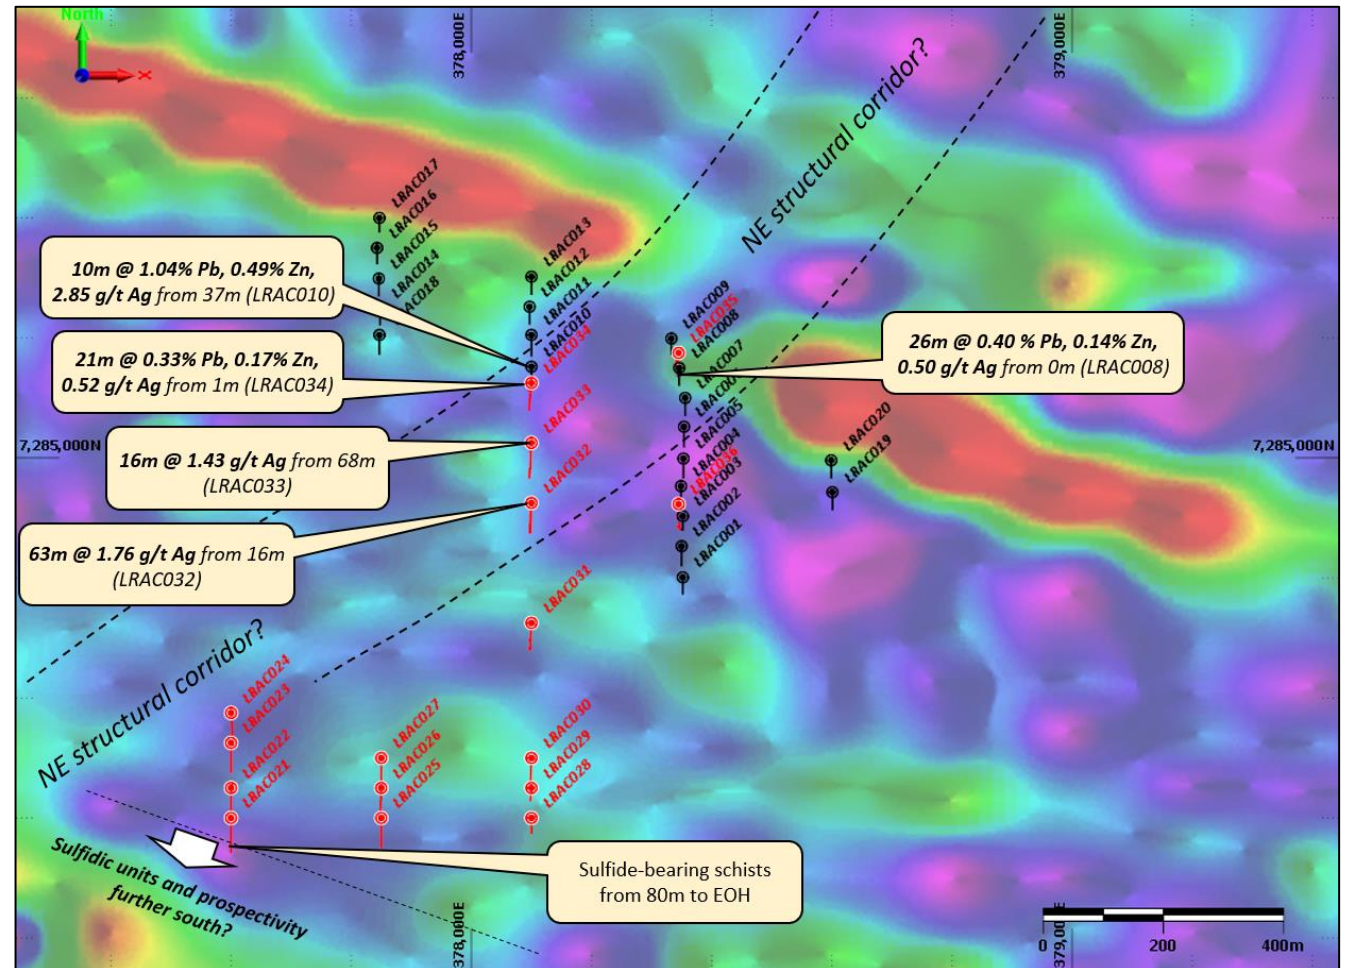 North
X
378,000E
379,000E
NE structural corridor?
LRAC017
LRAC016
LRAC015
LRAC014
AC018
LRAC013
LRAC012
LRAC011
LRAC010
LRAC034
LRAC009
LRAC035
LRAC008
LRAC007
LRAC005
LRAC004
LRAC036
LRAC003
LRAC002
LRAC001
LRAC020
LRAC019
10m @ 1.04% Pb, 0.49% Zn,
2.85 g/t Ag from 37m (LRAC010)
21m @ 0.33% Pb, 0.17% Zn,
0.52 g/t Ag from 1m (LRAC034)
26m @ 0.40 % Pb, 0.14% Zn,
0.50 g/t Ag from 0m (LRAC008)
7,285,000N
7,285,000N
16m @ 1.43 g/t Ag from 68m
(LRAC033)
63m @ 1.76 g/t Ag from 16m
(LRAC032)
LRAC033
LRAC032
LRAC031
NE structural corridor?
LRAC024
LRAC023
LRAC022
LRAC021
LRAC027
LRAC026
LRAC025
LRAC030
LRAC029
LRAC028
Sulfidic units and prospectivity
further south?
Sulfide-bearing schists
from 80m to EOH
378,000E
379,000E
0 200 400m